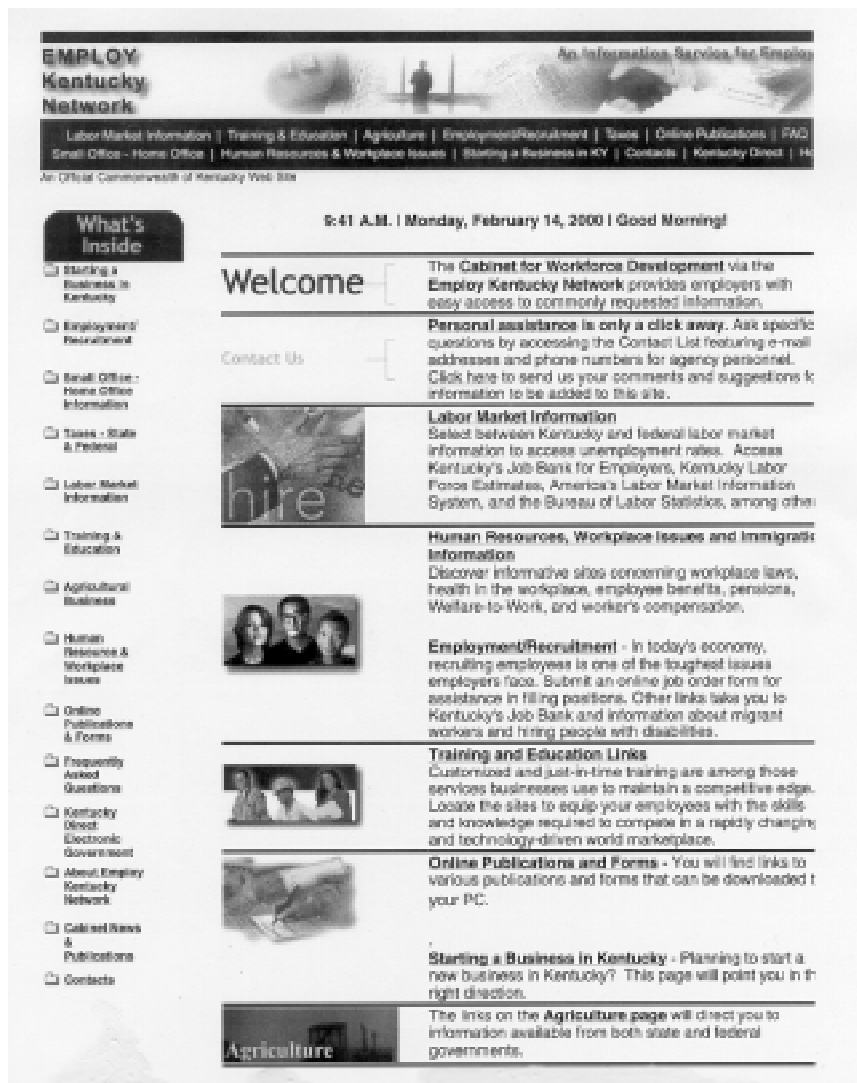 EMPLOY
Kentucky
Network
An Information Service for Employ
Labor Market Information | Training & Education | Agriculture | Employment/Recruitment | Taxes | Online Publications | FAQ
Small Office - Home Office | Human Resources & Workplace Issues | Starting a Business in KY | Contacts | Kentucky Direct | Ho
An Official Commonwealth of Kentucky Web Site
What's
Inside
Starting a
Business in
Kentucky
Employment/
Recruitment
Small Office -
Home Office
Information
Taxes - State
& Federal
Labor Market
Information
Training &
Education
Agricultural
Business
Human
Resource &
Workplace
Issues
Online
Publications
& Forms
Frequently
Asked
Questions
Kentucky
Direct
Electronic
Government
About Employ
Kentucky
Network
Cabinet News
&
Publications
Contacts
9:41 A.M. | Monday, February 14, 2000 | Good Morning!
Welcome
The Cabinet for Workforce Development via the
Employ Kentucky Network provides employers with
easy access to commonly requested information.
Contact Us
Personal assistance is only a click away. Ask specific
questions by accessing the Contact List featuring e-mail
addresses and phone numbers for agency personnel.
Click here to send us your comments and suggestions fo
information to be added to this site.
hire
Labor Market Information
Select between Kentucky and federal labor market
information to access unemployment rates. Access
Kentucky's Job Bank for Employers, Kentucky Labor
Force Estimates, America's Labor Market Information
System, and the Bureau of Labor Statistics, among other
Human Resources, Workplace Issues and Immigratio
Information
Discover informative sites concerning workplace laws,
health in the workplace, employee benefits, pensions,
Welfare-to-Work, and worker's compensation.
Employment/Recruitment - In today's economy,
recruiting employees is one of the toughest issues
employers face. Submit an online job order form for
assistance in filling positions. Other links take you to
Kentucky's Job Bank and information about migrant
workers and hiring people with disabilities.
Training and Education Links
Customized and just-in-time training are among those
services businesses use to maintain a competitive edge.
Locate the sites to equip your employees with the skills
and knowledge required to compete in a rapidly changing
and technology-driven world marketplace.
Online Publications and Forms - You will find links to
various publications and forms that can be downloaded t
your PC.
.
Starting a Business in Kentucky - Planning to start a
new business in Kentucky? This page will point you in th
right direction.
Agriculture
The links on the Agriculture page will direct you to
information available from both state and federal
governments.